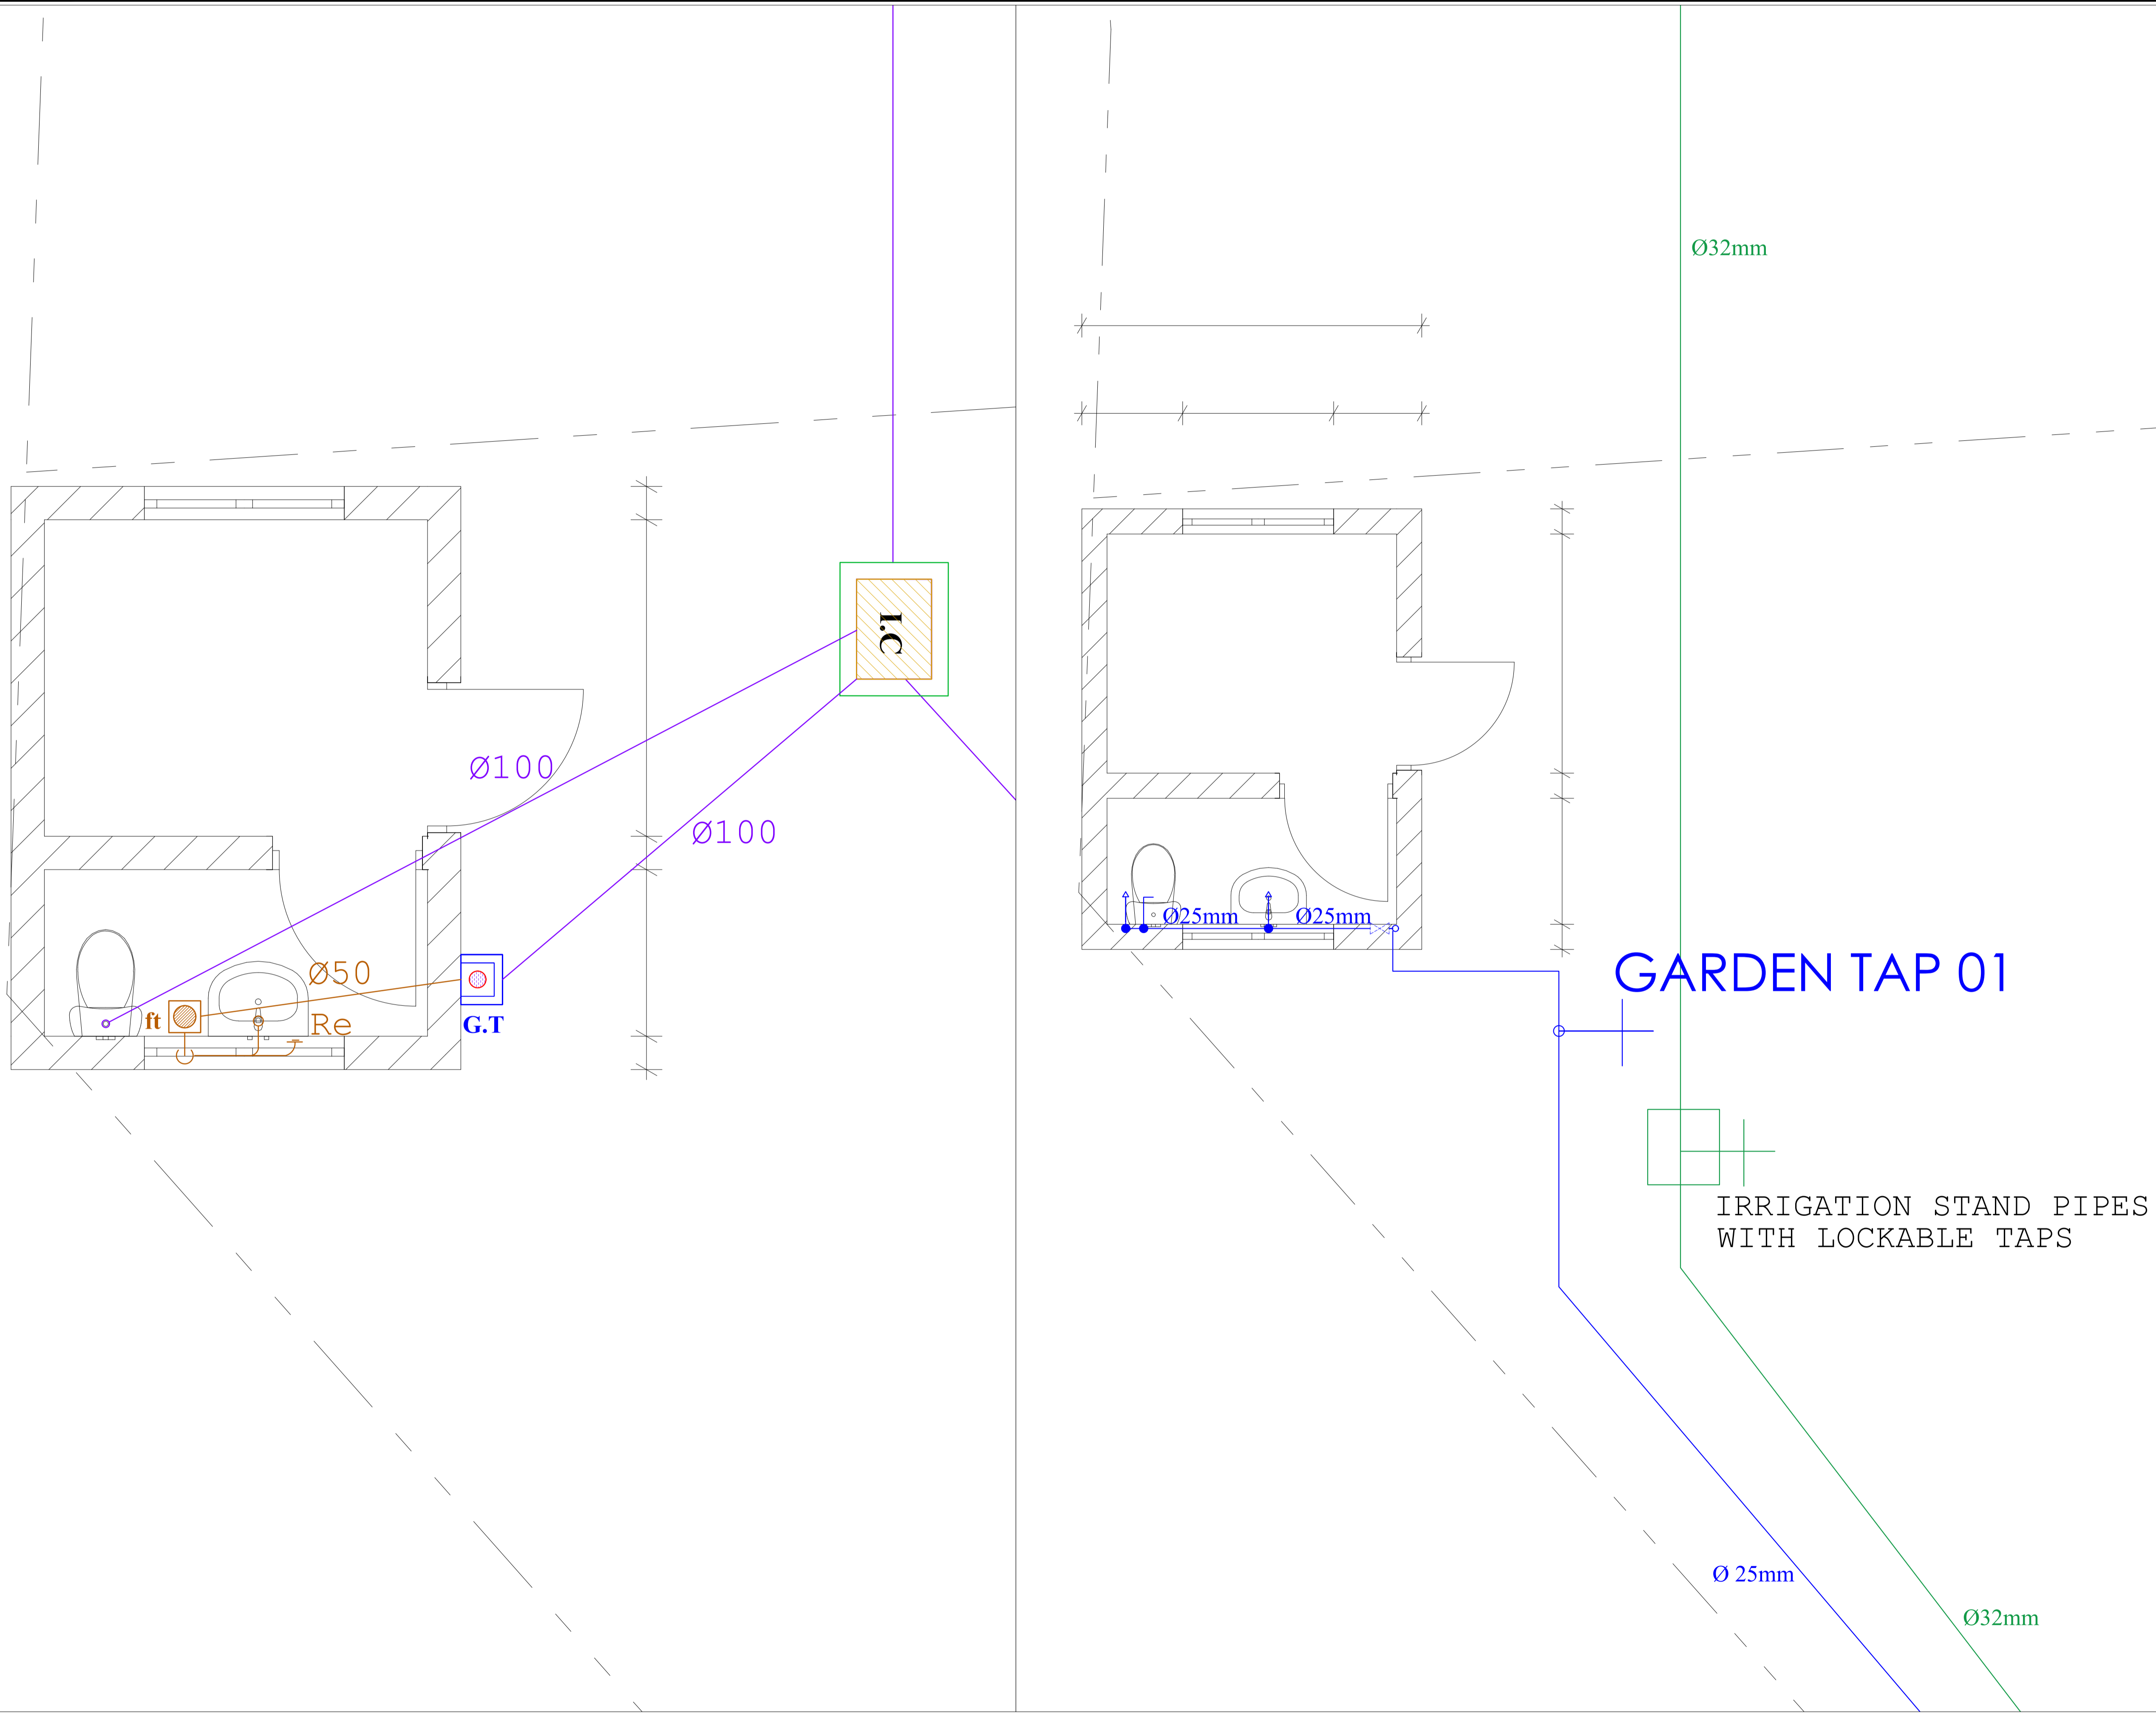 I.C
Ø100
Ø100
Ø50
ft
Re
G.T
Ø32mm
Ø25mm
Ø25mm
GARDEN TAP 01
IRRIGATION STAND PIPES
WITH LOCKABLE TAPS
Ø 25mm
Ø32mm